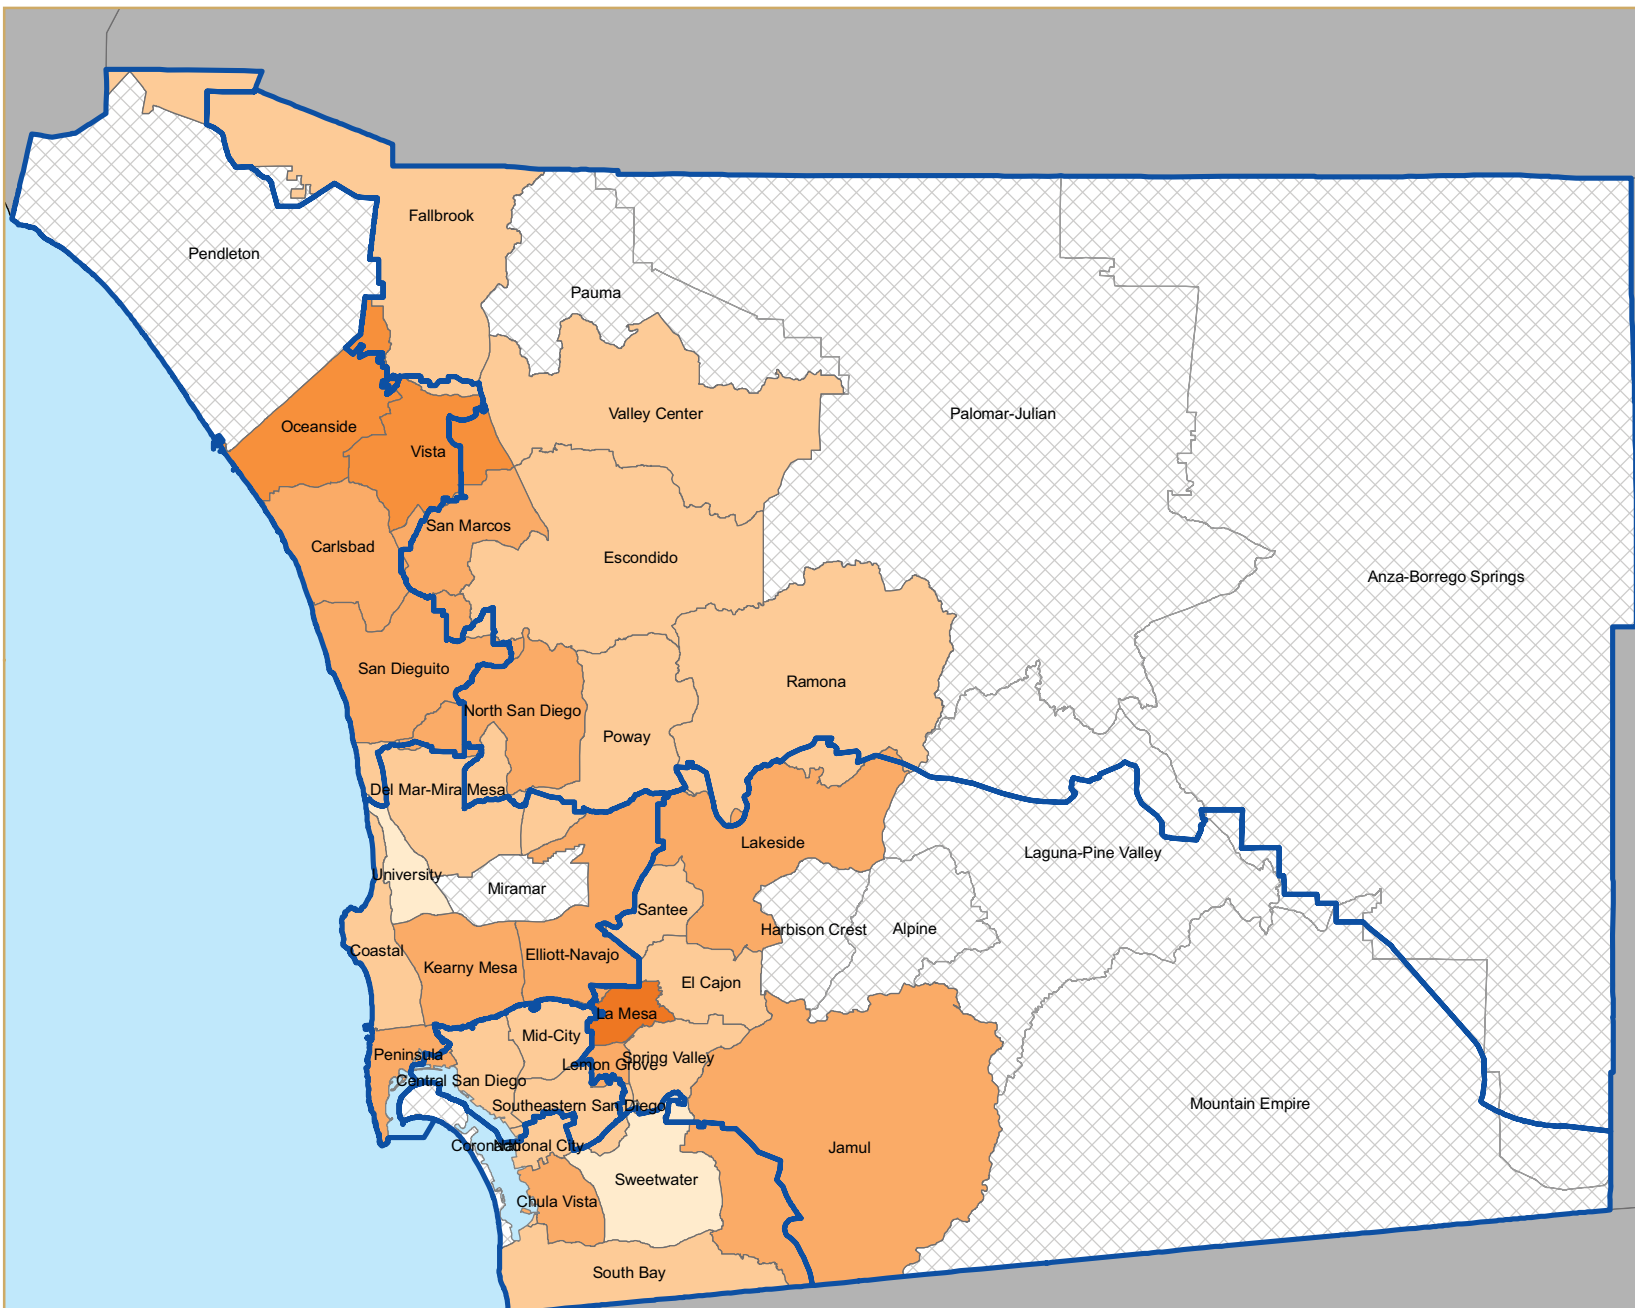 Fallbrook
Pendleton
Pauma
Valley Center
Palomar-Julian
Oceanside
Vista
San Marcos
Carlsbad
Escondido
Anza-Borrego Springs
San Dieguito
Ramona
North San Diego
Poway
Del Mar-Mira Mesa
Lakeside
Laguna-Pine Valley
University
Miramar
Santee
Harbison Crest
Alpine
Coastal
Elliott-Navajo
Kearny Mesa
El Cajon
La Mesa
Mid-City
Peninsula
Lemon Grove
Spring Valley
Central San Diego
Southeastern San Diego
Mountain Empire
Coronado
National City
Jamul
Sweetwater
Chula Vista
South Bay